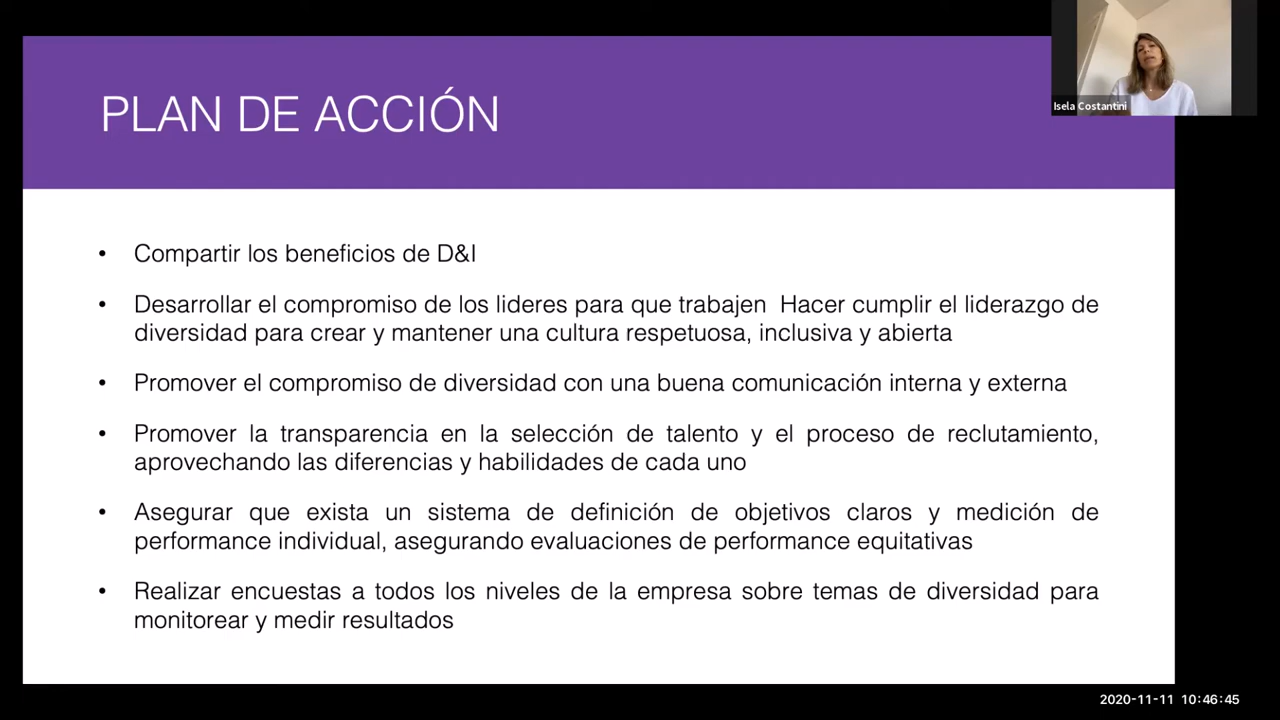 PLAN DE ACCIÓN
Isela Costantini
• Compartir los beneficios de D&I
• Desarrollar el compromiso de los lideres para que trabajen  Hacer cumplir el liderazgo de
diversidad para crear y mantener una cultura respetuosa, inclusiva y abierta
• Promover el compromiso de diversidad con una buena comunicación interna y externa
• Promover la transparencia en la selección de talento y el proceso de reclutamiento,
aprovechando las diferencias y habilidades de cada uno
• Asegurar que exista un sistema de definición de objetivos claros y medición de
performance individual, asegurando evaluaciones de performance equitativas
• Realizar encuestas a todos los niveles de la empresa sobre temas de diversidad para
monitorear y medir resultados
2020-11-11 10:46:45